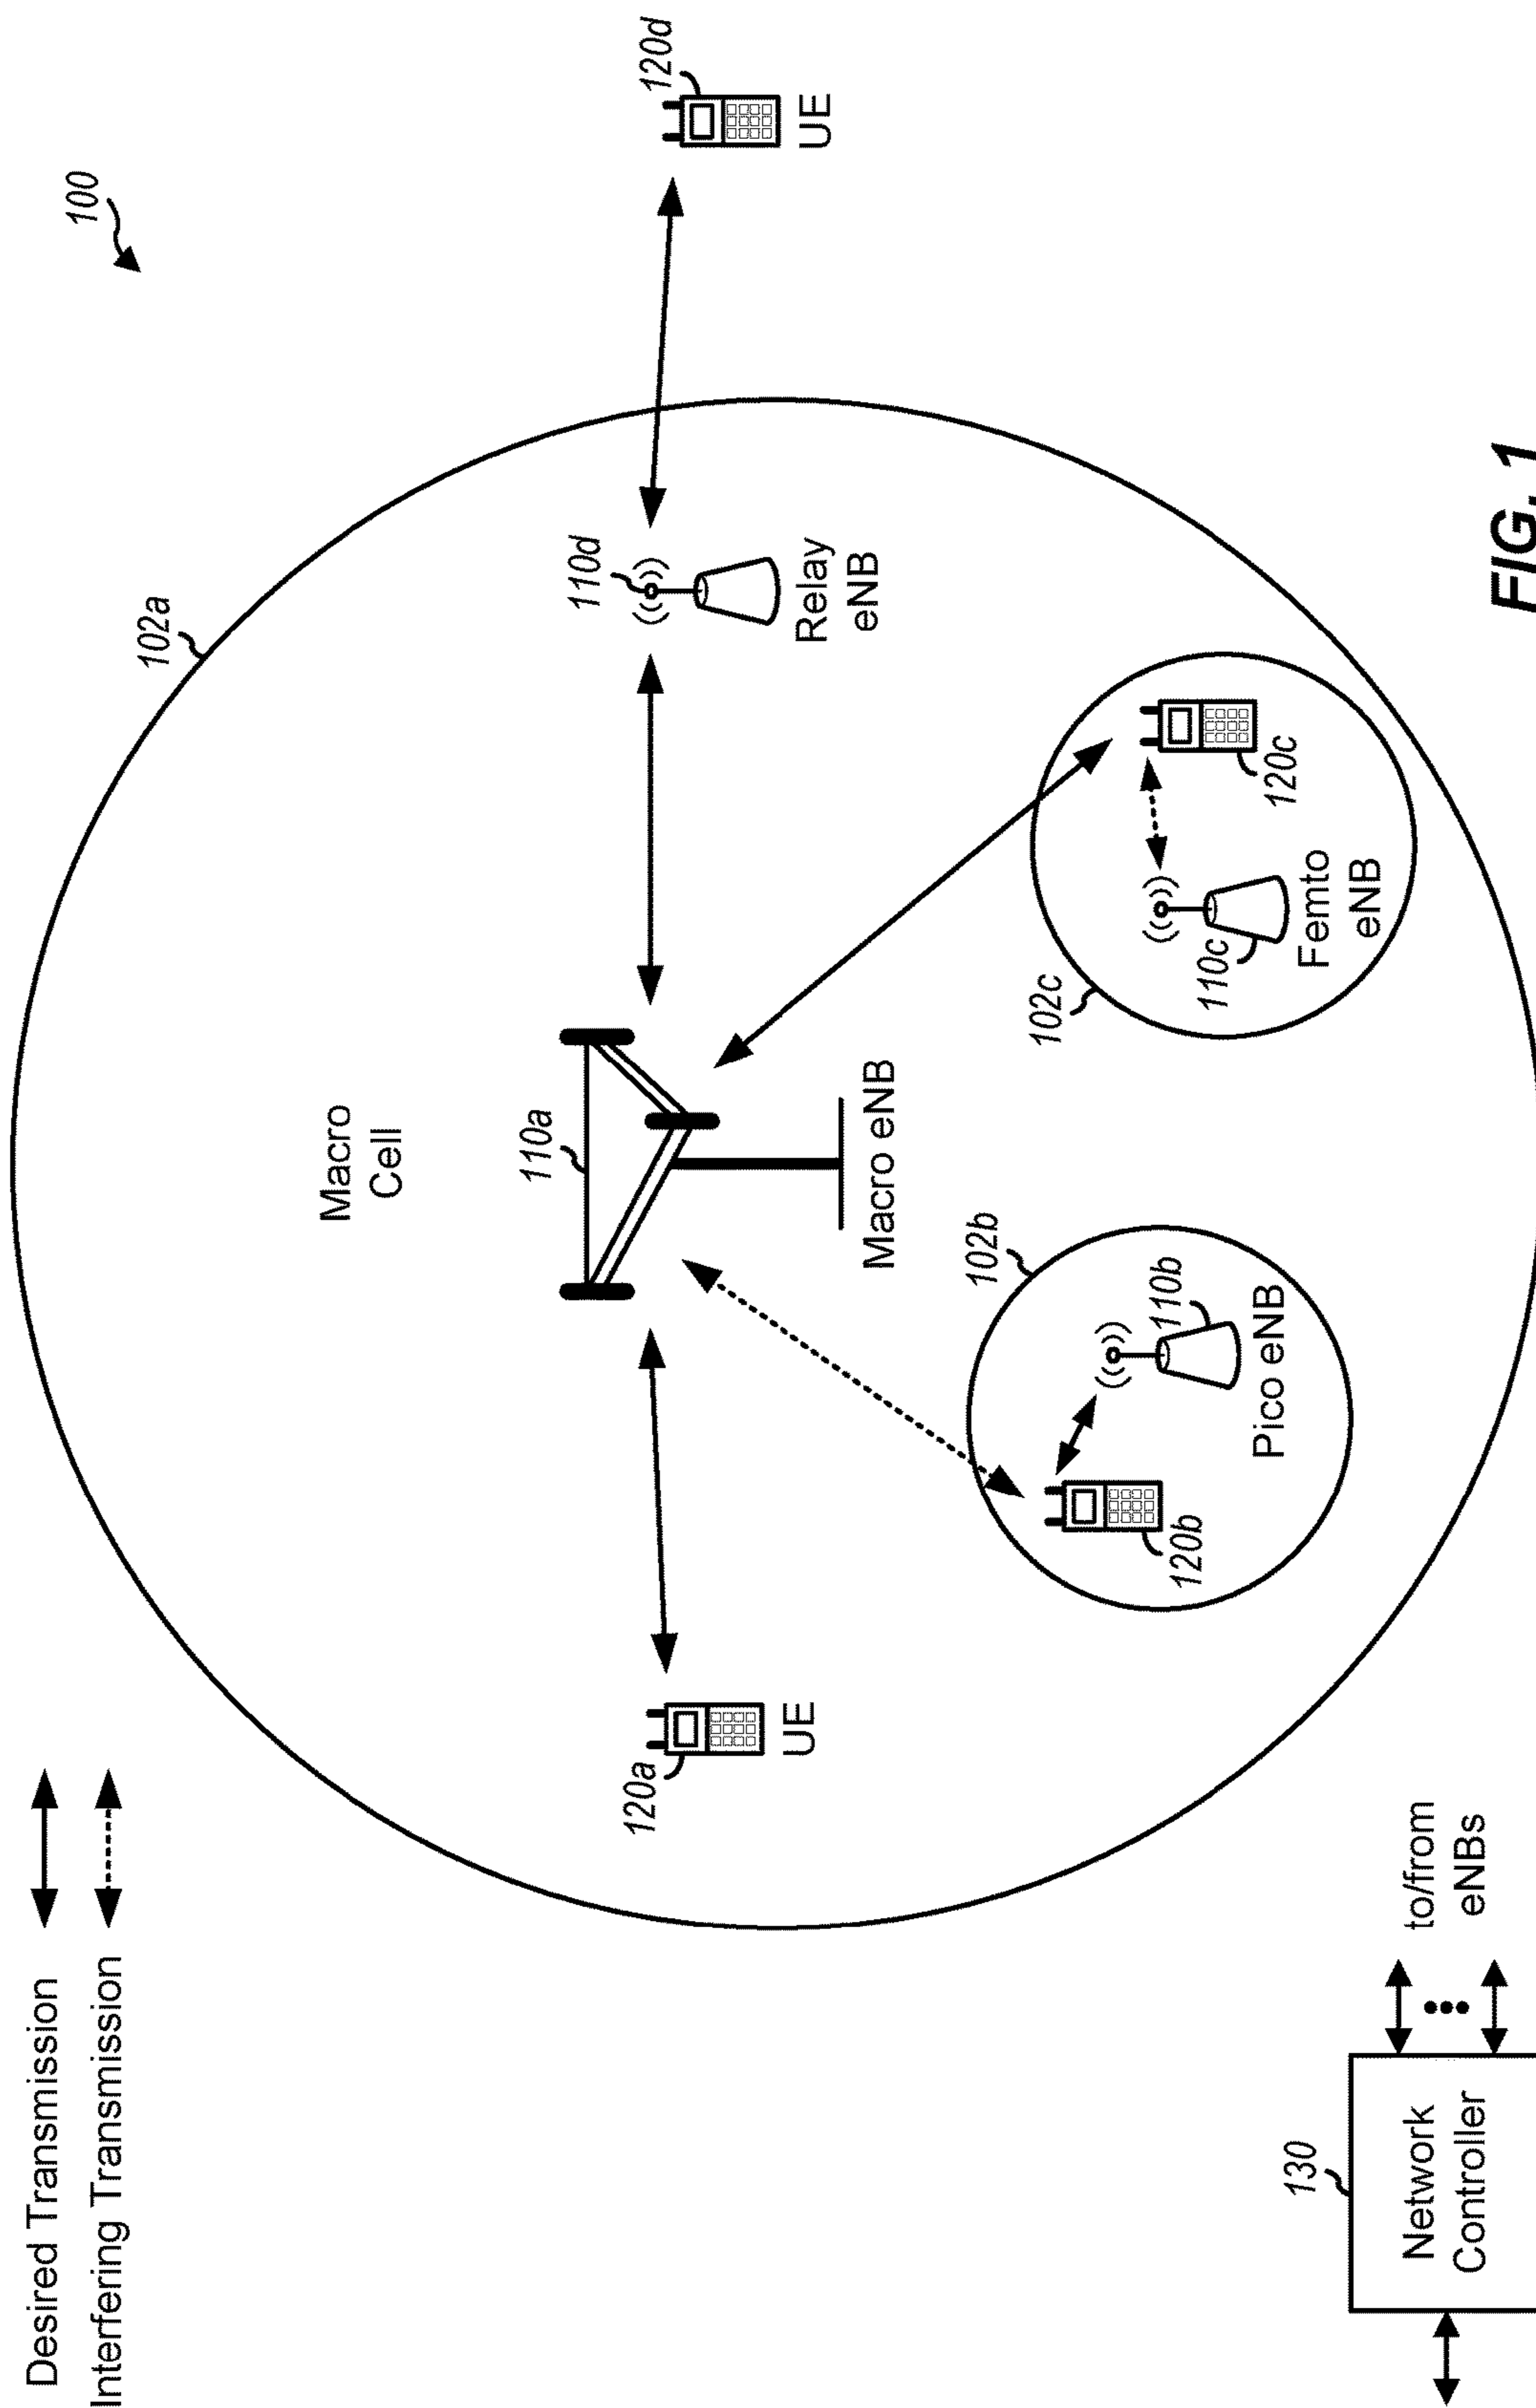 Desired Transmission
Interfering Transmission
100
102a
Macro
Cell
110a
110d
120a
UE
Macro eNB
Relay
eNB
120d
UE
102b
110b
120b
Pico eNB
102c
110c
120c
Femto
eNB
130
Network
Controller
to/from
eNBs
FIG. 1